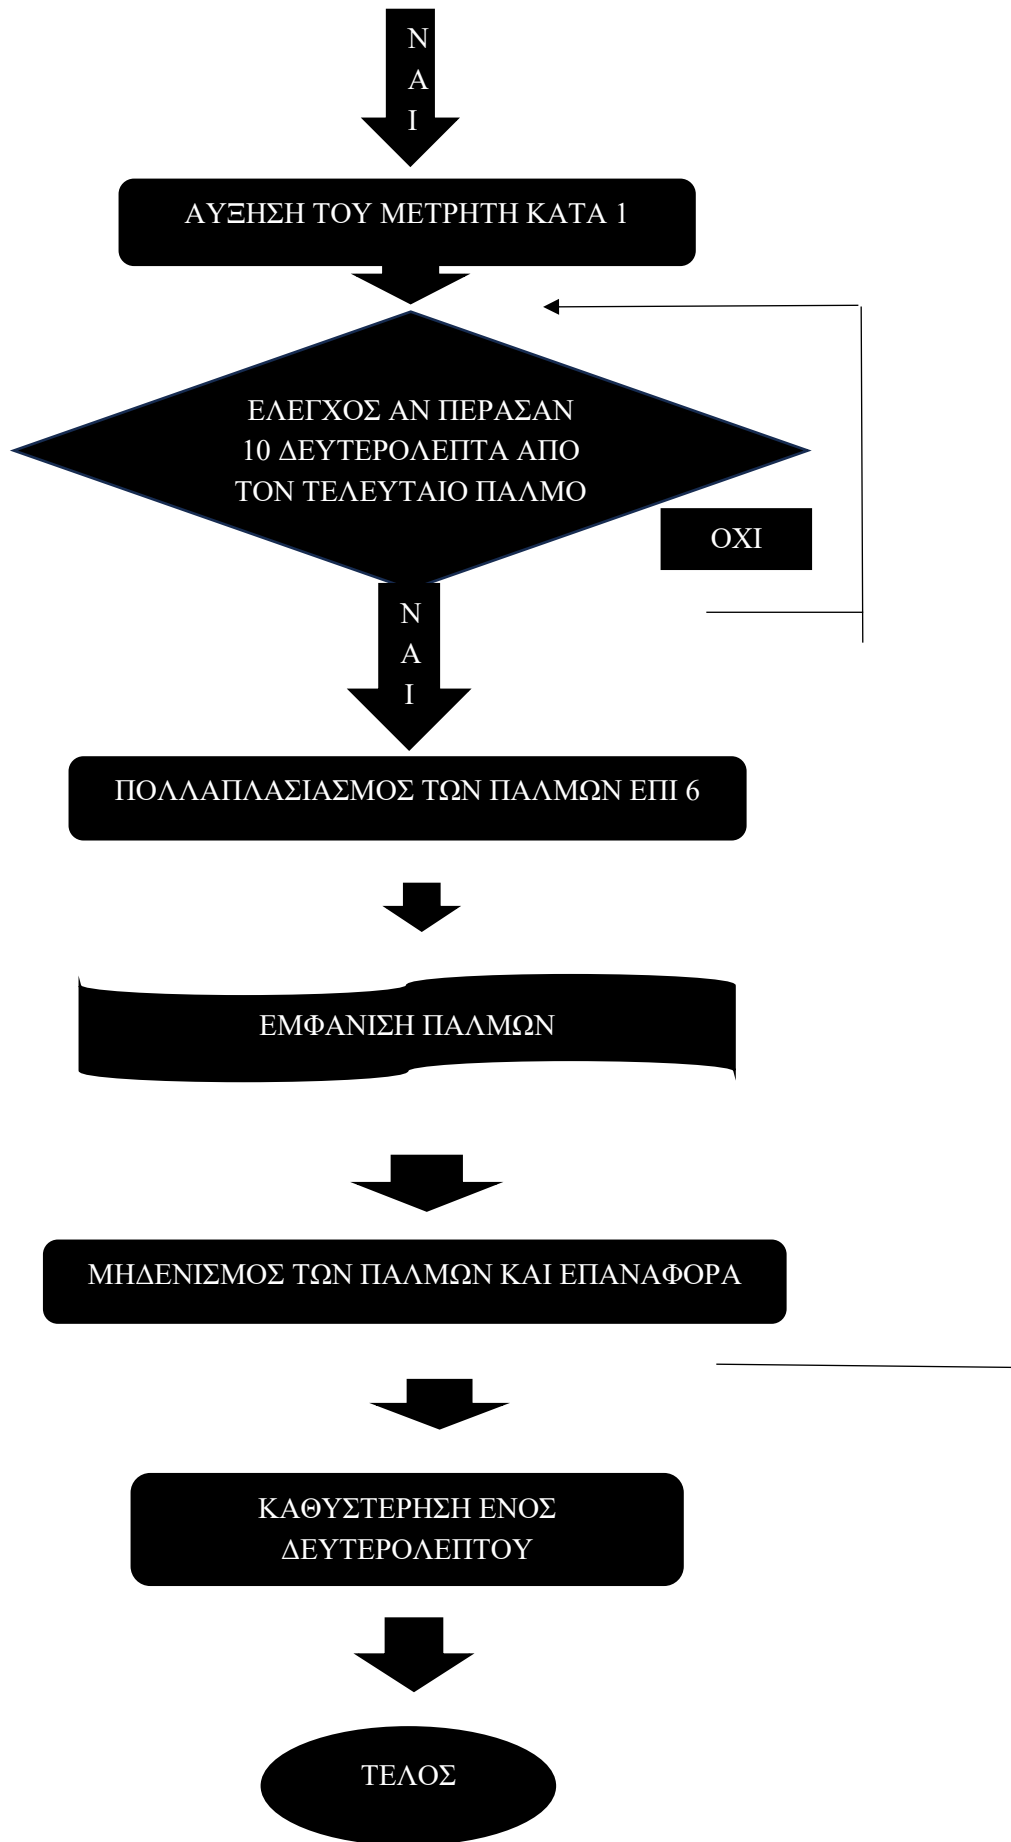 Ν
Α
Ι
ΑΥΞΗΣΗ ΤΟΥ ΜΕΤΡΗΤΗ ΚΑΤΑ 1
ΕΛΕΓΧΟΣ ΑΝ ΠΕΡΑΣΑΝ
10 ΔΕΥΤΕΡΟΛΕΠΤΑ ΑΠΟ
ΤΟΝ ΤΕΛΕΥΤΑΙΟ ΠΑΛΜΟ
ΟΧΙ
Ν
Α
Ι
ΠΟΛΛΑΠΛΑΣΙΑΣΜΟΣ ΤΩΝ ΠΑΛΜΩΝ ΕΠΙ 6
ΕΜΦΑΝΙΣΗ ΠΑΛΜΩΝ
ΜΗΔΕΝΙΣΜΟΣ ΤΩΝ ΠΑΛΜΩΝ ΚΑΙ ΕΠΑΝΑΦΟΡΑ
ΚΑΘΥΣΤΕΡΗΣΗ ΕΝΟΣ
ΔΕΥΤΕΡΟΛΕΠΤΟΥ
ΤΕΛΟΣ